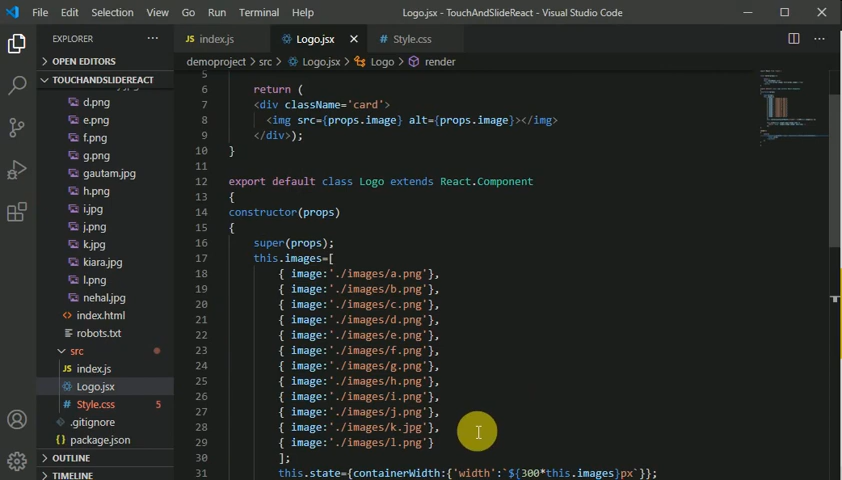 File Edit Selection View Go Run Terminal Help Logo.jsx - TouchAndSlideReact - Visual Studio Code
EXPLORER ···
OPEN EDITORS
TOUCHANDSLIDEREACT
d.png
e.png
f.png
g.png
gautam.jpg
h.png
i.jpg
j.png
k.jpg
kiara.jpg
l.png
nehal.jpg
index.html
robots.txt
src
JS index.js
Logo.jsx
# Style.css 5
.gitignore
{} package.json
OUTLINE
TIMELINE
JS index.js Logo.jsx # Style.css ···
demoproject > src > Logo.jsx > Logo > render
5
6 return (
7 <div className='card'>
8 <img src={props.image} alt={props.image}></img>
9 </div>);
10 }
11
12 export default class Logo extends React.Component
13 {
14 constructor(props)
15 {
16 super(props);
17 this.images=[
18 { image:'./images/a.png'},
19 { image:'./images/b.png'},
20 { image:'./images/c.png'},
21 { image:'./images/d.png'},
22 { image:'./images/e.png'},
23 { image:'./images/f.png'},
24 { image:'./images/g.png'},
25 { image:'./images/h.png'},
26 { image:'./images/i.png'},
27 { image:'./images/j.png'},
28 { image:'./images/k.jpg'},
29 { image:'./images/l.png'}
30 ];
31 this.state={containerWidth:{'width':`${300*this.images}px`}};